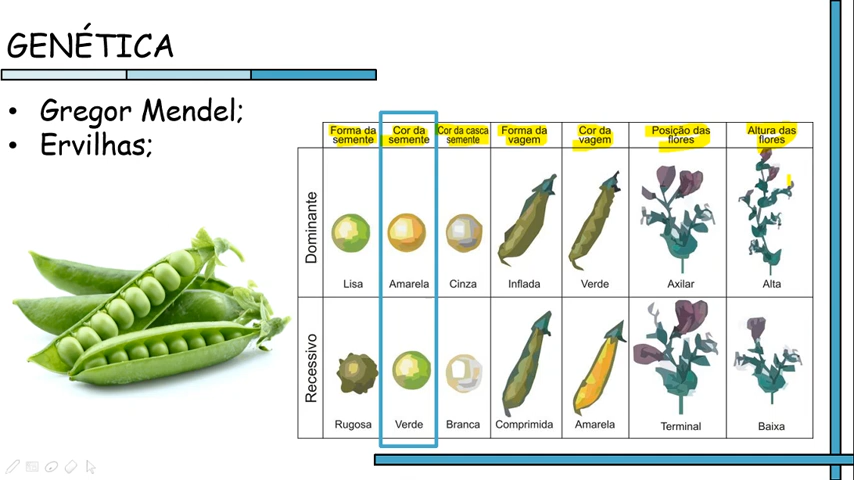 GENÉTICA
• Gregor Mendel;
• Ervilhas;
Forma da semente
Cor da semente
Cor da casca semente
Forma da vagem
Cor da vagem
Posição das flores
Altura das flores
Dominante
Lisa
Amarela
Cinza
Inflada
Verde
Axilar
Alta
Recessivo
Rugosa
Verde
Branca
Comprimida
Amarela
Terminal
Baixa